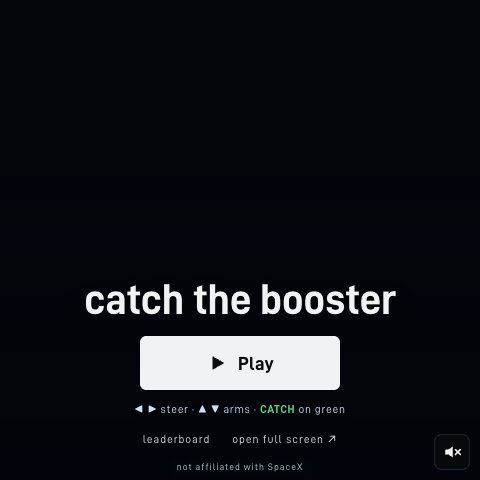 catch the booster
Play
◀ ▶ steer · ▲ ▼ arms · CATCH on green
leaderboard open full screen ↗
not affiliated with SpaceX